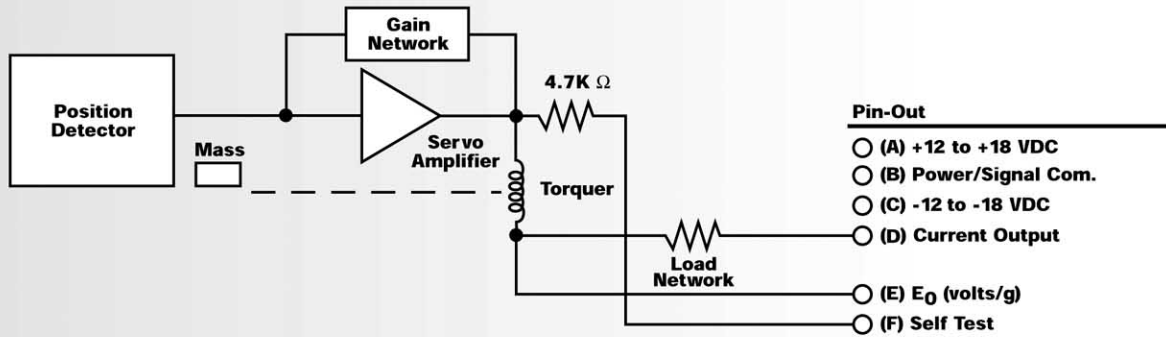 Gain
Network
4.7K Ω
Position
Detector
Mass
Servo
Amplifier
Torquer
Load
Network
Pin-Out
(A) +12 to +18 VDC
(B) Power/Signal Com.
(C) -12 to -18 VDC
(D) Current Output
(E) E0 (volts/g)
(F) Self Test